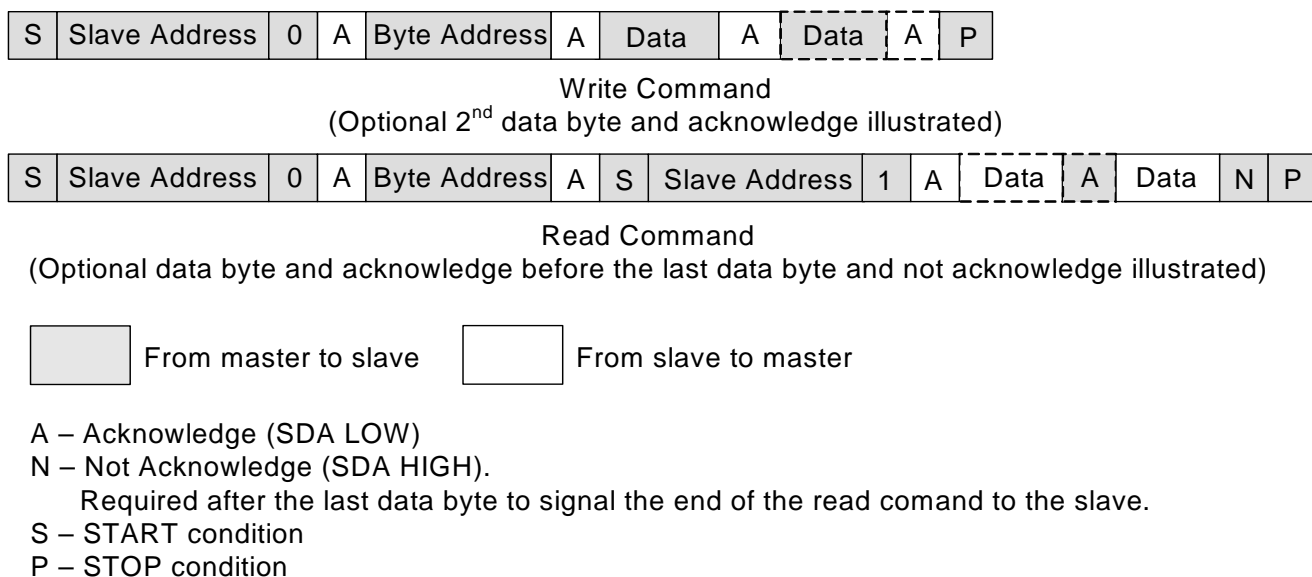 S Slave Address 0 A Byte Address A Data A Data A P
Write Command
(Optional 2nd data byte and acknowledge illustrated)
S Slave Address 0 A Byte Address A S Slave Address 1 A Data A Data N P
Read Command
(Optional data byte and acknowledge before the last data byte and not acknowledge illustrated)
From master to slave From slave to master
A – Acknowledge (SDA LOW)
N – Not Acknowledge (SDA HIGH).
Required after the last data byte to signal the end of the read comand to the slave.
S – START condition
P – STOP condition